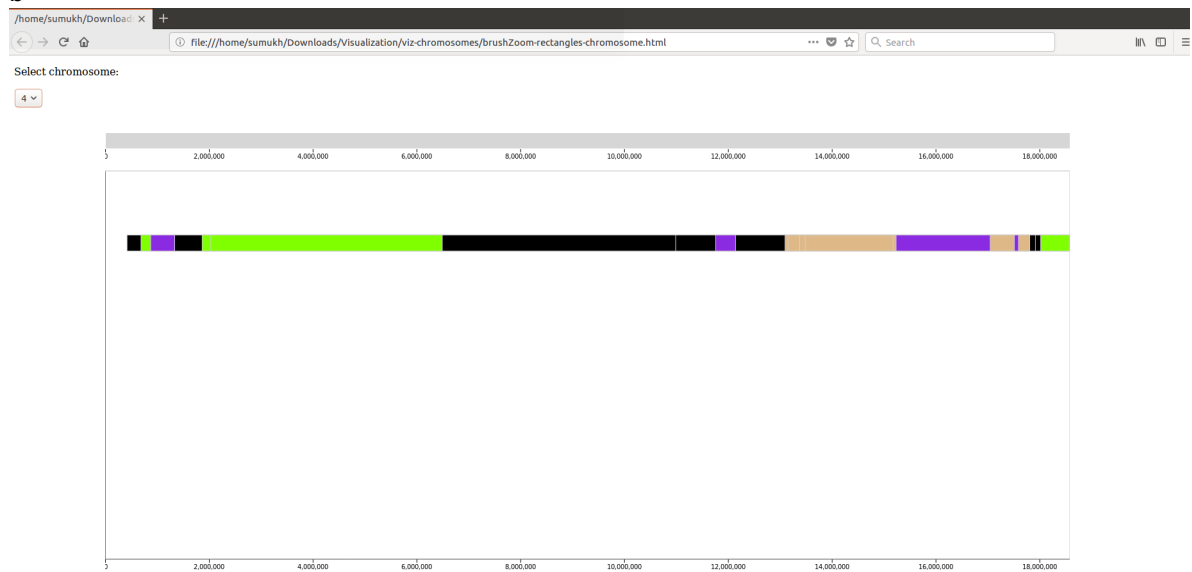 /home/sumukh/Download
file:///home/sumukh/Downloads/Visualization/viz-chromosomes/brushZoom-rectangles-chromosome.html
Search
Select chromosome:
4
0 2,000,000 4,000,000 6,000,000 8,000,000 10,000,000 12,000,000 14,000,000 16,000,000 18,000,000
0 2,000,000 4,000,000 6,000,000 8,000,000 10,000,000 12,000,000 14,000,000 16,000,000 18,000,000